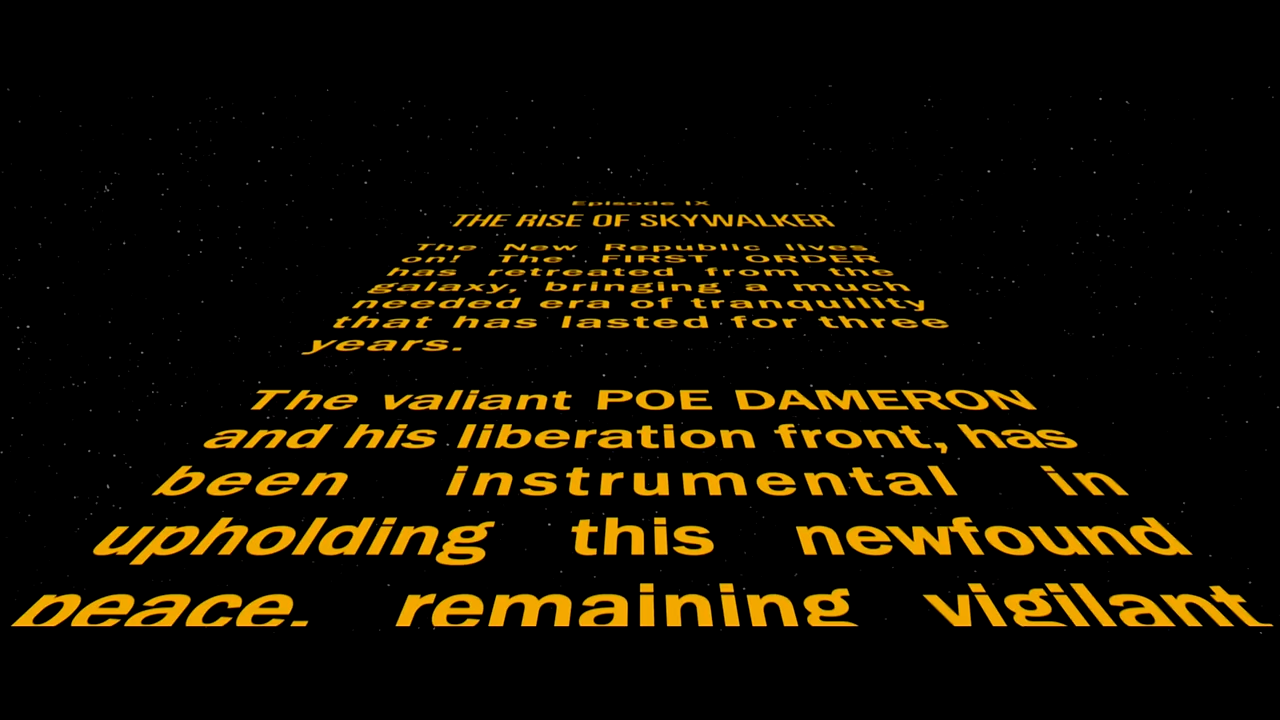 Episode IX
THE RISE OF SKYWALKER
The New Republic lives
on! The FIRST ORDER
has retreated from the
galaxy, bringing a much
needed era of tranquility
that has lasted for three
years.
The valiant POE DAMERON
and his liberation front, has
been instrumental in
upholding this newfound
peace. remaining vigilant